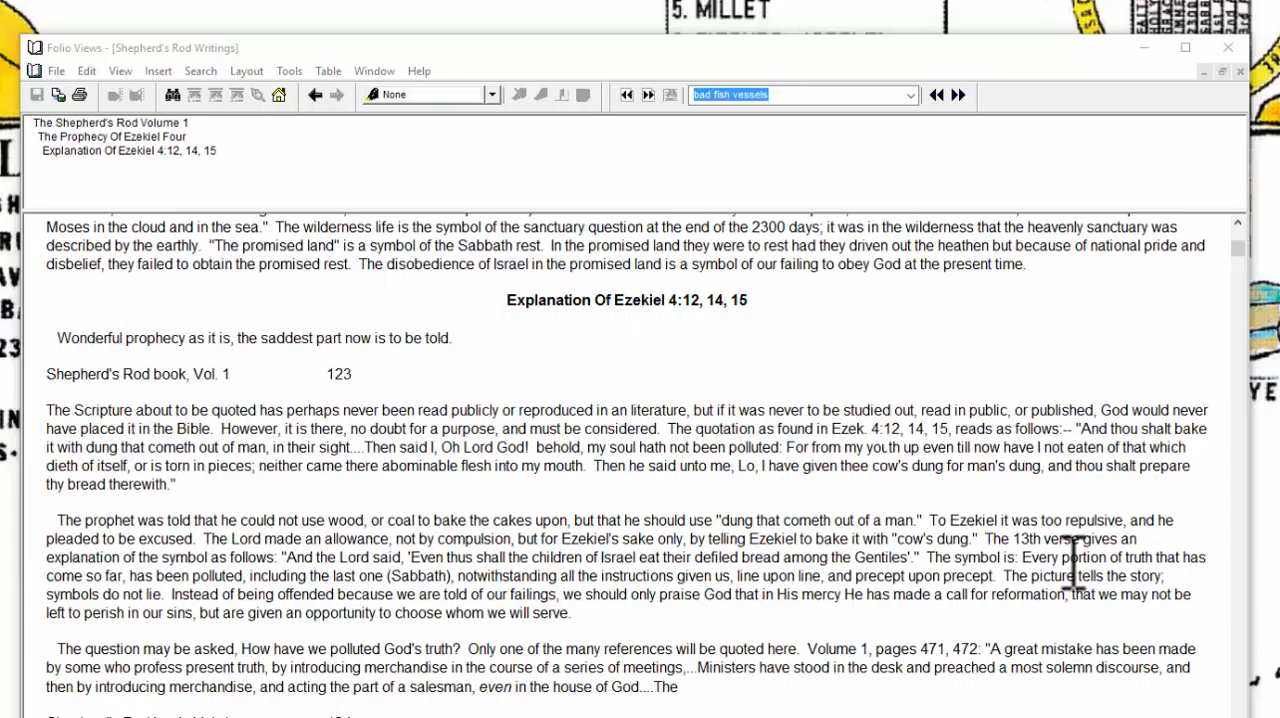 5. MILLET
Folio Views - [Shepherd's Rod Writings]
File Edit View Insert Search Layout Tools Table Window Help
None
bad fish vessels
The Shepherd's Rod Volume 1
The Prophecy Of Ezekiel Four
Explanation Of Ezekiel 4:12, 14, 15
Moses in the cloud and in the sea." The wilderness life is the symbol of the sanctuary question at the end of the 2300 days; it was in the wilderness that the heavenly sanctuary was
described by the earthly. "The promised land" is a symbol of the Sabbath rest. In the promised land they were to rest had they driven out the heathen but because of national pride and
disbelief, they failed to obtain the promised rest. The disobedience of Israel in the promised land is a symbol of our failing to obey God at the present time.
Explanation Of Ezekiel 4:12, 14, 15
Wonderful prophecy as it is, the saddest part now is to be told.
Shepherd's Rod book, Vol. 1 123
The Scripture about to be quoted has perhaps never been read publicly or reproduced in an literature, but if it was never to be studied out, read in public, or published, God would never
have placed it in the Bible. However, it is there, no doubt for a purpose, and must be considered. The quotation as found in Ezek. 4:12, 14, 15, reads as follows:-- "And thou shalt bake
it with dung that cometh out of man, in their sight....Then said I, Oh Lord God! behold, my soul hath not been polluted: For from my youth up even till now have I not eaten of that which
dieth of itself, or is torn in pieces; neither came there abominable flesh into my mouth. Then he said unto me, Lo, I have given thee cow's dung for man's dung, and thou shalt prepare
thy bread therewith."
The prophet was told that he could not use wood, or coal to bake the cakes upon, but that he should use "dung that cometh out of a man." To Ezekiel it was too repulsive, and he
pleaded to be excused. The Lord made an allowance, not by compulsion, but for Ezekiel's sake only, by telling Ezekiel to bake it with "cow's dung." The 13th verse gives an
explanation of the symbol as follows: "And the Lord said, 'Even thus shall the children of Israel eat their defiled bread among the Gentiles'." The symbol is: Every portion of truth that has
come so far, has been polluted, including the last one (Sabbath), notwithstanding all the instructions given us, line upon line, and precept upon precept. The picture tells the story;
symbols do not lie. Instead of being offended because we are told of our failings, we should only praise God that in His mercy He has made a call for reformation, that we may not be
left to perish in our sins, but are given an opportunity to choose whom we will serve.
The question may be asked, How have we polluted God's truth? Only one of the many references will be quoted here. Volume 1, pages 471, 472: "A great mistake has been made
by some who profess present truth, by introducing merchandise in the course of a series of meetings,...Ministers have stood in the desk and preached a most solemn discourse, and
then by introducing merchandise, and acting the part of a salesman, even in the house of God....The